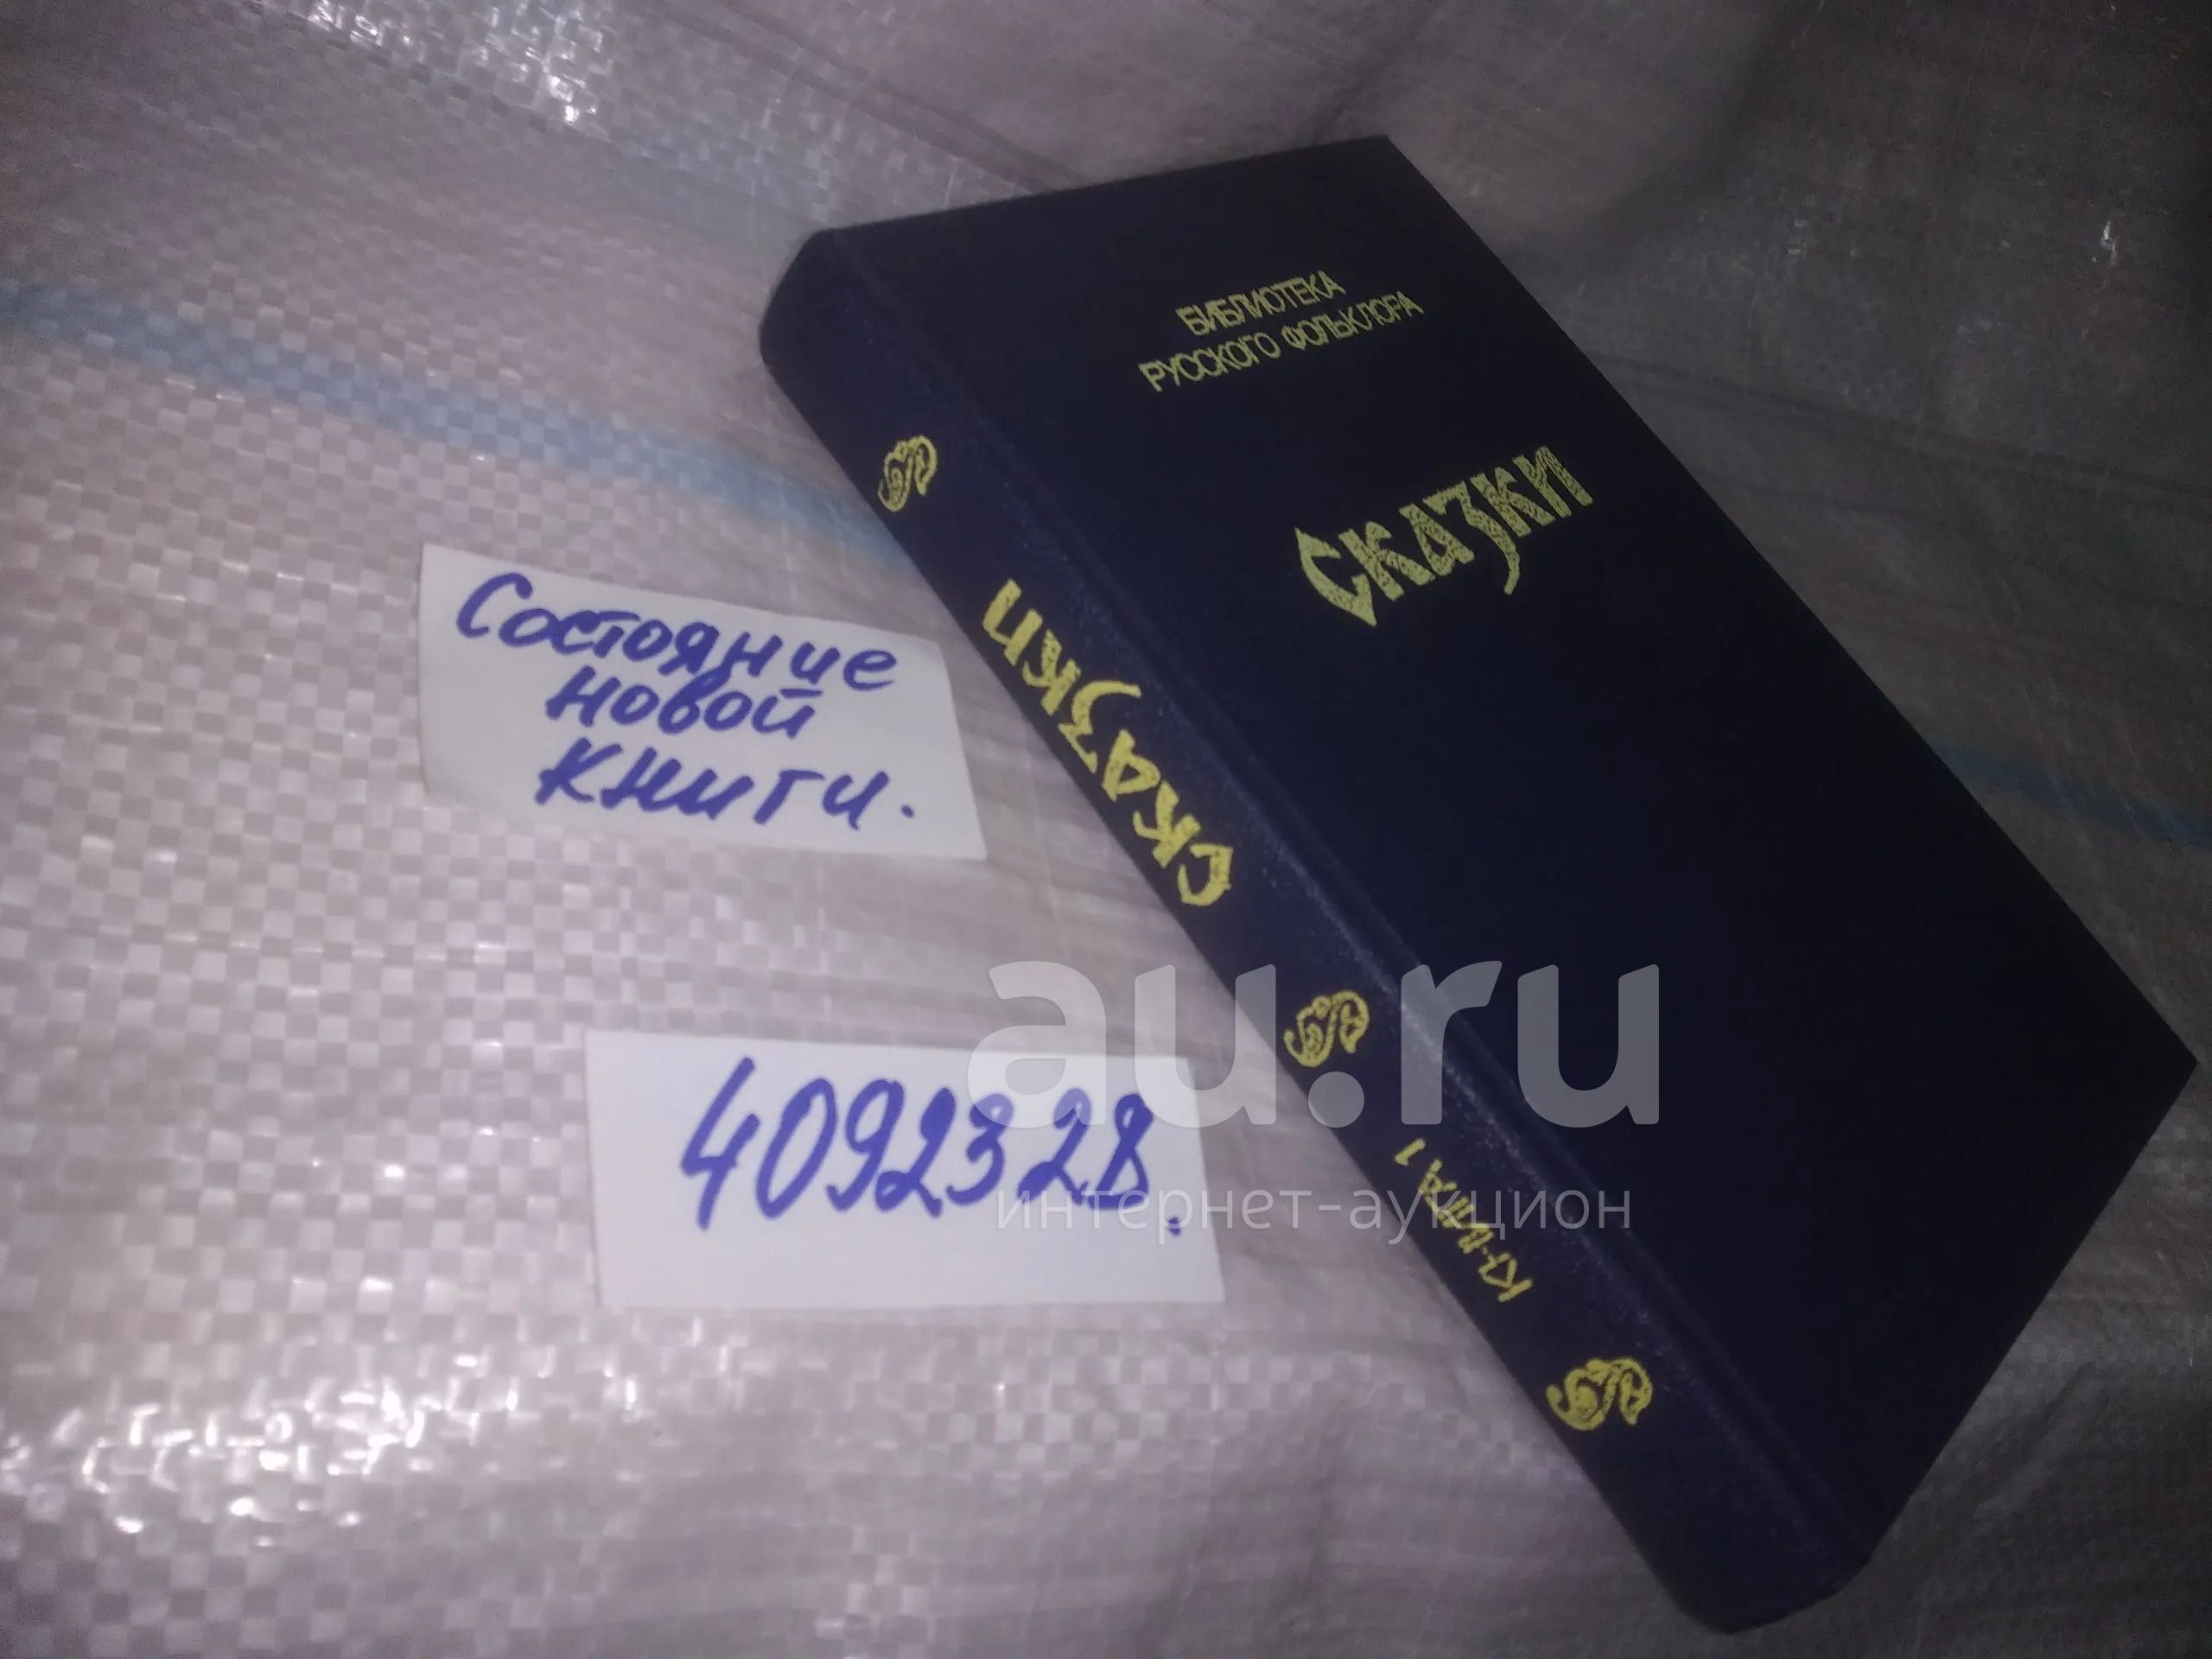 БИБЛИОТЕКА
РУССКОГО ФОЛЬКЛОРА
СКАЗКИ
СКАЗКИ
КНИГА 1
Состояние
новой
книги.
4092328.
au.ru
интернет-аукцион